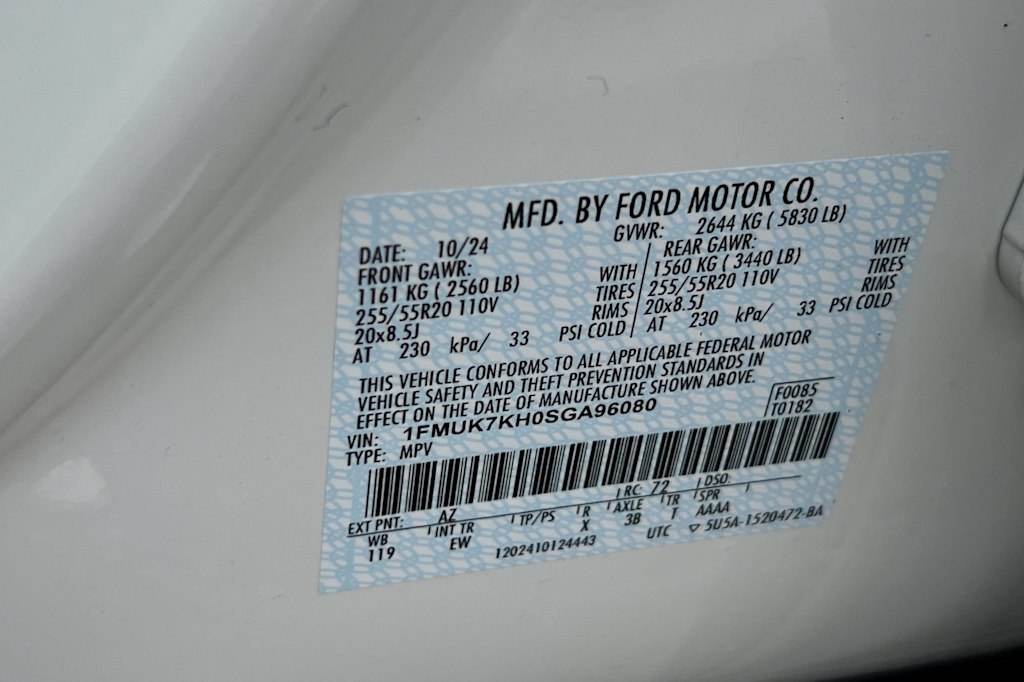 MFD. BY FORD MOTOR CO.
DATE: 10/24 GVWR: 2644 KG ( 5830 LB)
FRONT GAWR:
1161 KG ( 2560 LB) WITH
255/55R20 110V TIRES
20x8.5J RIMS
AT 230 kPa/ 33 PSI COLD
REAR GAWR:
1560 KG ( 3440 LB) WITH
255/55R20 110V TIRES
20x8.5J RIMS
AT 230 kPa/ 33 PSI COLD
THIS VEHICLE CONFORMS TO ALL APPLICABLE FEDERAL MOTOR
VEHICLE SAFETY AND THEFT PREVENTION STANDARDS IN
EFFECT ON THE DATE OF MANUFACTURE SHOWN ABOVE.
VIN: 1FMUK7KH0SGA96080
TYPE: MPV
F0085
T0182
EXT PNT: AZ RC: 72 DSO:
WB INT TR TP/PS R AXLE TR SPR
119 EW X 3B T AAAA
1202410124443 UTC ▽ 5U5A-1520472-BA